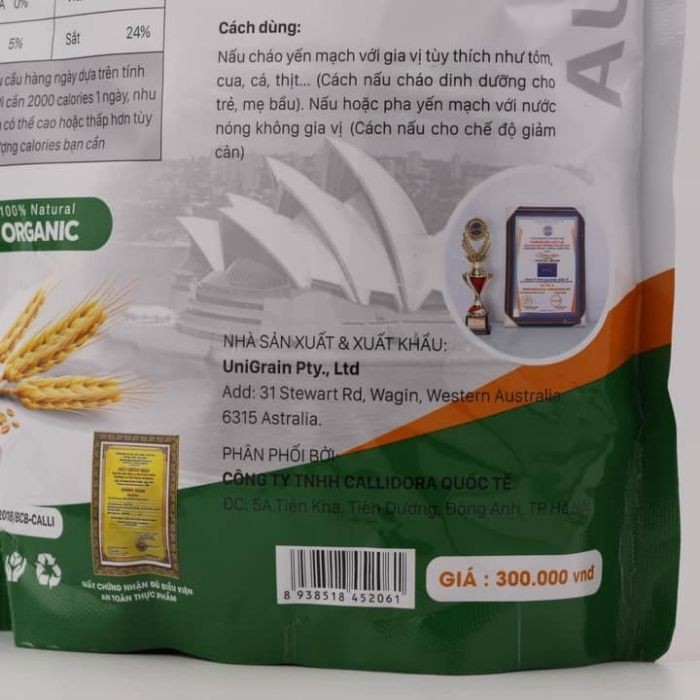 0%
5%
Sắt
24%
cầu hàng ngày dựa trên tính
cần 2000 calories 1 ngày, nhu
có thể cao hoặc thấp hơn tùy
calories bạn cần
Cách dùng:
Nấu cháo yến mạch với gia vị tùy thích như tôm,
cua, cá, thịt... (Cách nấu cháo dinh dưỡng cho
trẻ, mẹ bầu). Nấu hoặc pha yến mạch với nước
nóng không gia vị (Cách nấu cho chế độ giảm
cân)
AU
100% Natural
ORGANIC
NHÀ SẢN XUẤT & XUẤT KHẨU:
UniGrain Pty., Ltd
Add: 31 Stewart Rd, Wagin, Western Australia
6315 Astralia.
PHÂN PHỐI BỞI:
CÔNG TY TNHH CALLIDORA QUỐC TẾ
ĐC: 5A Tiên Kha, Tiên Dương, Đông Anh, TP Hà Nội
2018/BCB-CALLI
GIẤY CHỨNG NHẬN ĐỦ ĐIỀU KIỆN
AN TOÀN THỰC PHẨM
8 938518 452061
GIÁ : 300.000 vnđ